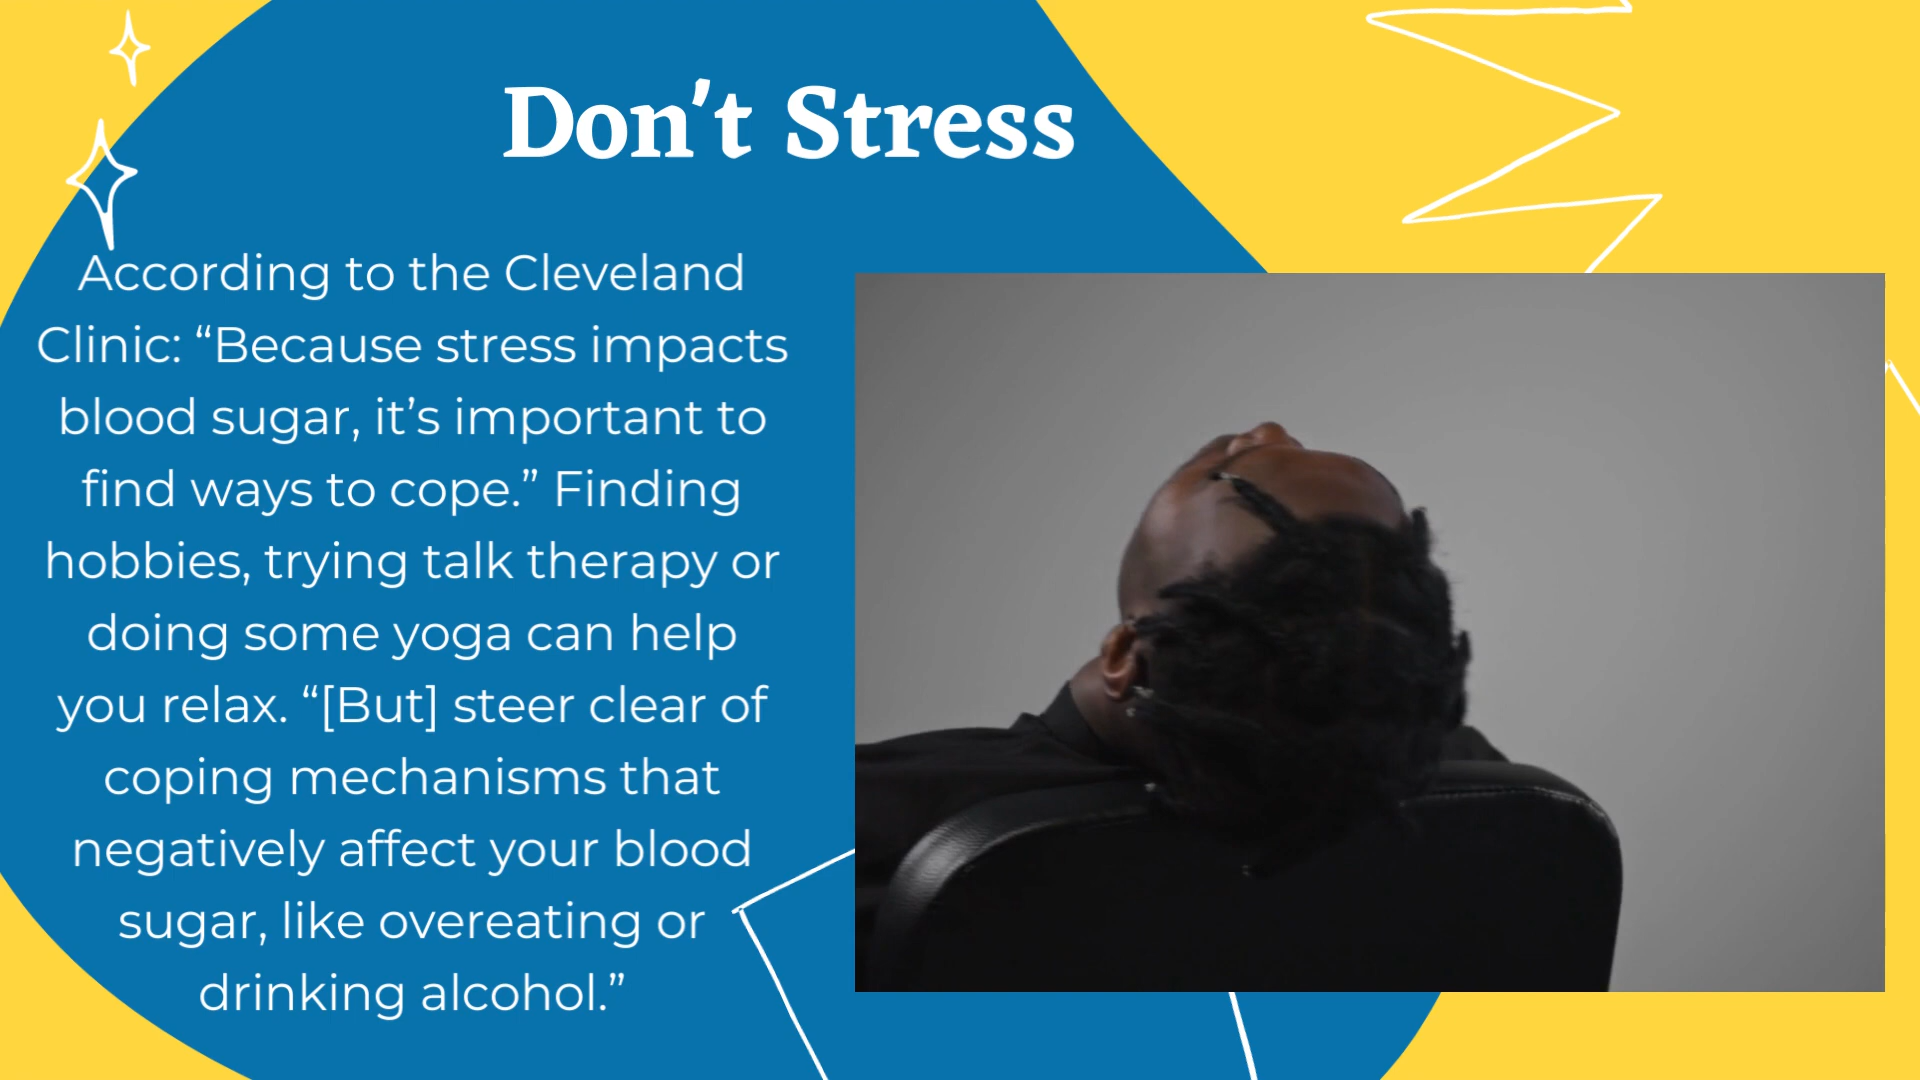 Don't Stress
According to the Cleveland
Clinic: “Because stress impacts
blood sugar, it’s important to
find ways to cope.” Finding
hobbies, trying talk therapy or
doing some yoga can help
you relax. “[But] steer clear of
coping mechanisms that
negatively affect your blood
sugar, like overeating or
drinking alcohol.”